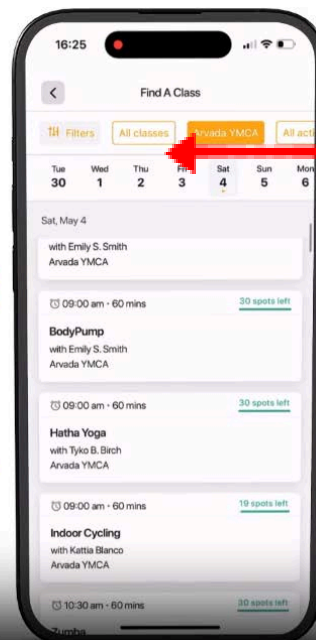 16:25
Find A Class
Filters
All classes
Arvada YMCA
All acti
Tue Wed Thu Fri Sat Sun Mon
30 1 2 3 4 5 6
Sat, May 4
with Emily S. Smith
Arvada YMCA
09:00 am • 60 mins
30 spots left
BodyPump
with Emily S. Smith
Arvada YMCA
09:00 am • 60 mins
30 spots left
Hatha Yoga
with Tyko B. Birch
Arvada YMCA
09:00 am • 60 mins
19 spots left
Indoor Cycling
with Kattia Blanco
Arvada YMCA
10:30 am • 60 mins
30 spots left
Zumba